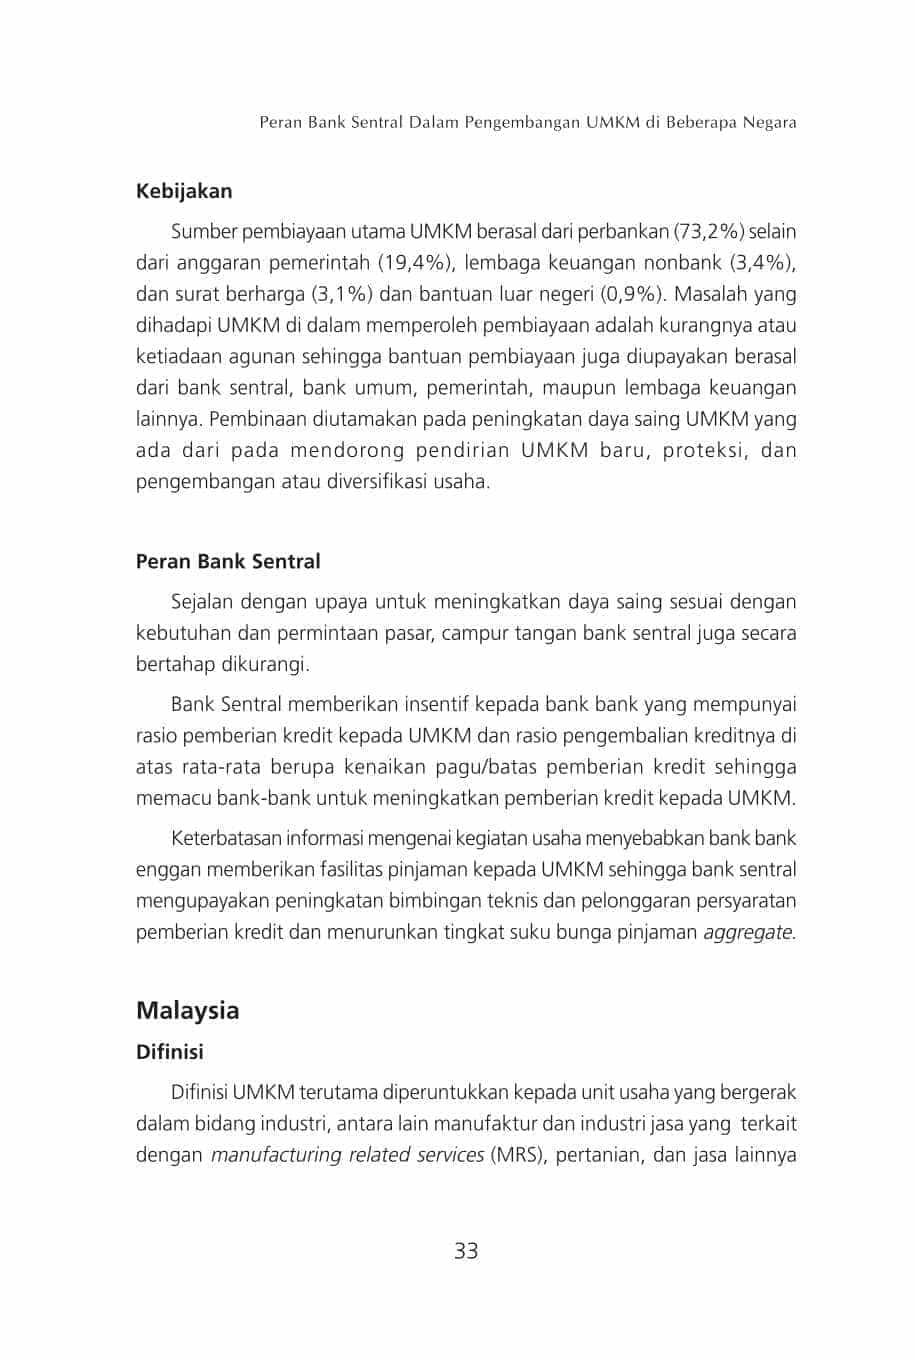 Peran Bank Sentral Dalam Pengembangan UMKM di Beberapa Negara
Kebijakan
Sumber pembiayaan utama UMKM berasal dari perbankan (73,2%) selain
dari anggaran pemerintah (19,4%), lembaga keuangan nonbank (3,4%),
dan surat berharga (3,1%) dan bantuan luar negeri (0,9%). Masalah yang
dihadapi UMKM di dalam memperoleh pembiayaan adalah kurangnya atau
ketiadaan agunan sehingga bantuan pembiayaan juga diupayakan berasal
dari bank sentral, bank umum, pemerintah, maupun lembaga keuangan
lainnya. Pembinaan diutamakan pada peningkatan daya saing UMKM yang
ada dari pada mendorong pendirian UMKM baru, proteksi, dan
pengembangan atau diversifikasi usaha.
Peran Bank Sentral
Sejalan dengan upaya untuk meningkatkan daya saing sesuai dengan
kebutuhan dan permintaan pasar, campur tangan bank sentral juga secara
bertahap dikurangi.
Bank Sentral memberikan insentif kepada bank bank yang mempunyai
rasio pemberian kredit kepada UMKM dan rasio pengembalian kreditnya di
atas rata-rata berupa kenaikan pagu/batas pemberian kredit sehingga
memacu bank-bank untuk meningkatkan pemberian kredit kepada UMKM.
Keterbatasan informasi mengenai kegiatan usaha menyebabkan bank bank
enggan memberikan fasilitas pinjaman kepada UMKM sehingga bank sentral
mengupayakan peningkatan bimbingan teknis dan pelonggaran persyaratan
pemberian kredit dan menurunkan tingkat suku bunga pinjaman aggregate.
Malaysia
Difinisi
Difinisi UMKM terutama diperuntukkan kepada unit usaha yang bergerak
dalam bidang industri, antara lain manufaktur dan industri jasa yang terkait
dengan manufacturing related services (MRS), pertanian, dan jasa lainnya
33